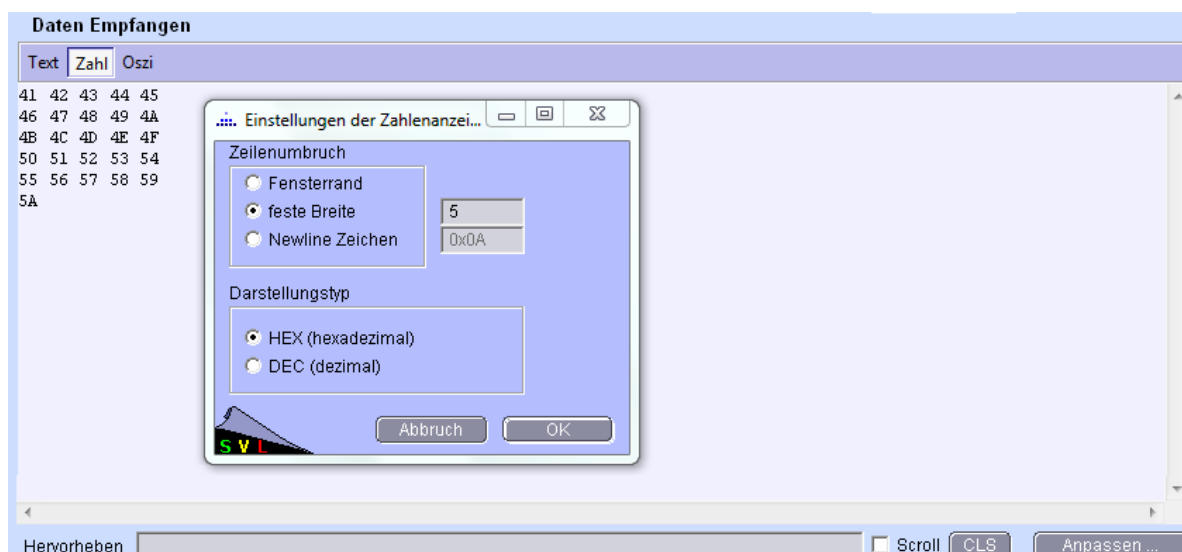 Daten Empfangen
Text Zahl Oszi
41 42 43 44 45
46 47 48 49 4A
4B 4C 4D 4E 4F
50 51 52 53 54
55 56 57 58 59
5A
Einstellungen der Zahlenanzei...
Zeilenumbruch
Fensterrand
feste Breite 5
Newline Zeichen 0x0A
Darstellungstyp
HEX (hexadezimal)
DEC (dezimal)
S V L
Abbruch OK
Hervorheben Scroll CLS Anpassen ...